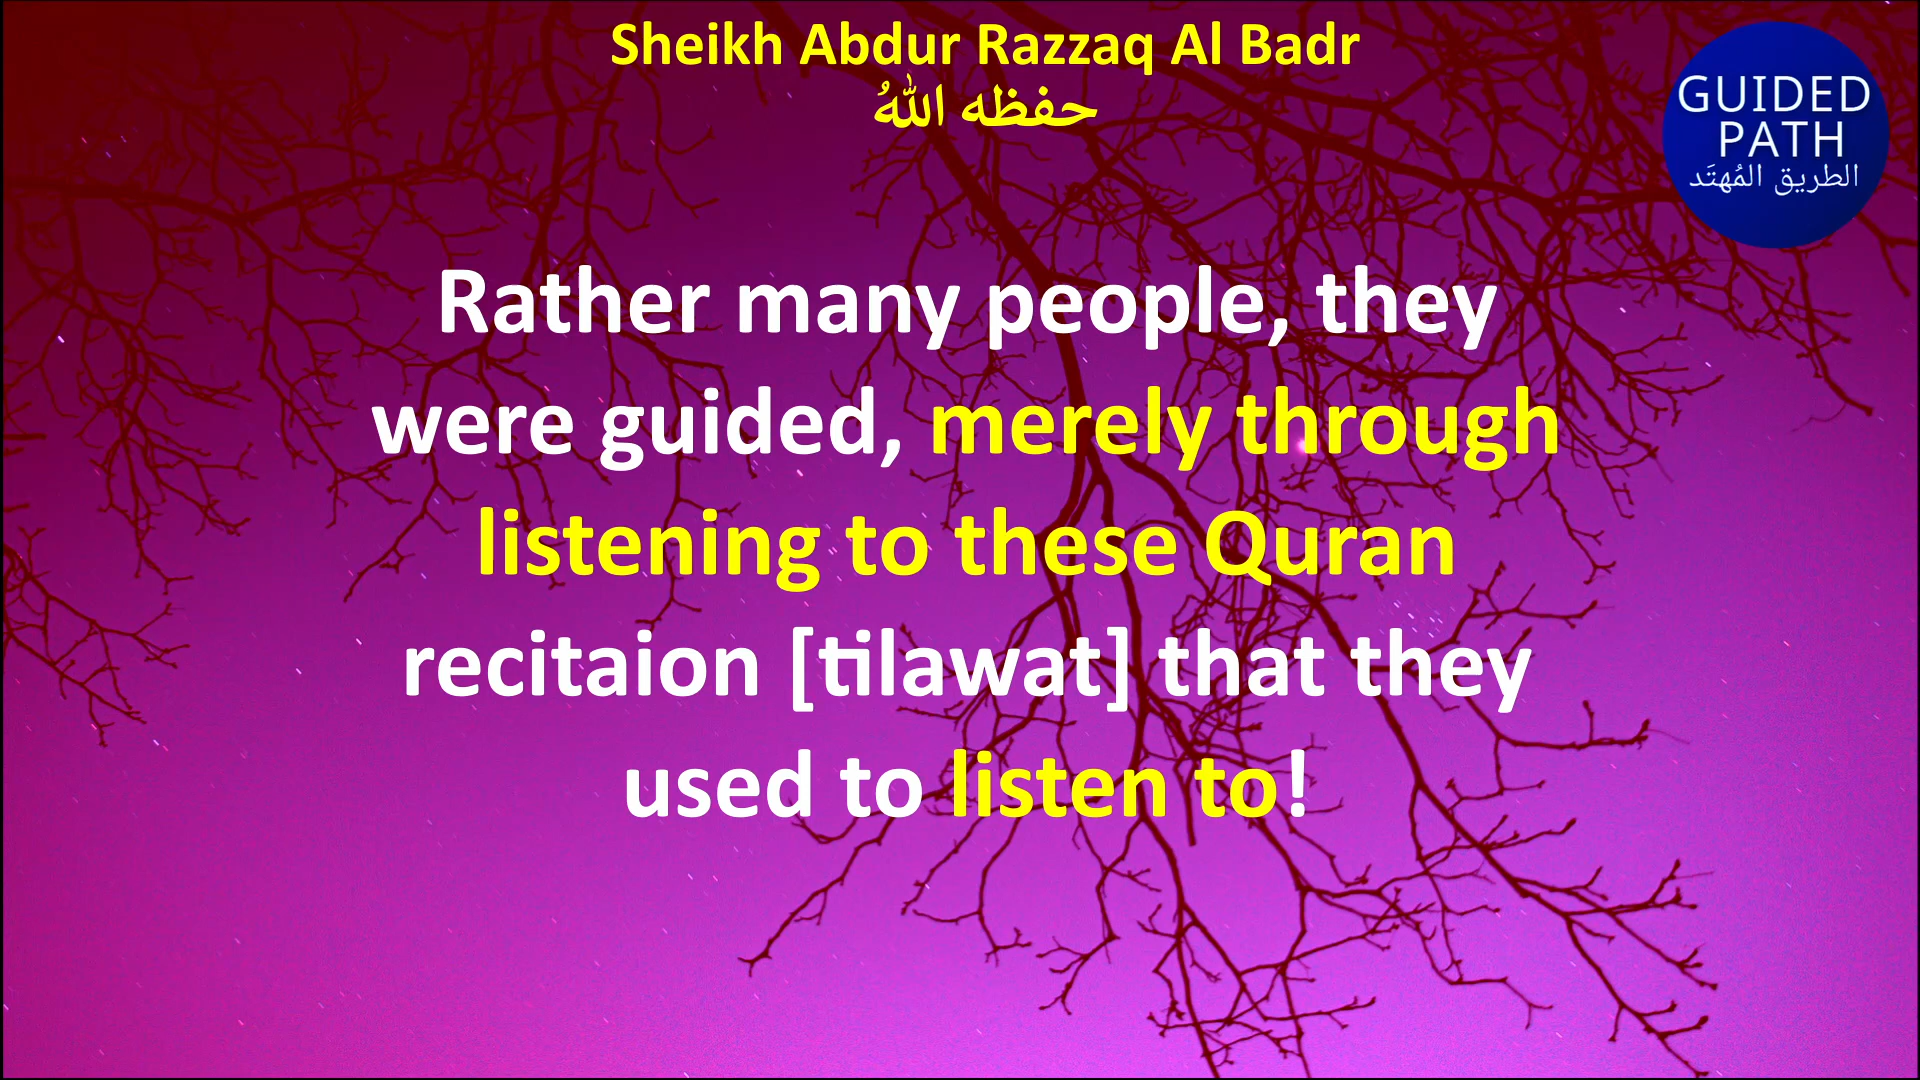 Sheikh Abdur Razzaq Al Badr
حفظه اللهُ
GUIDED
PATH
الطريق المُهتَد
Rather many people, they
were guided, merely through
listening to these Quran
recitaion [tilawat] that they
used to listen to!